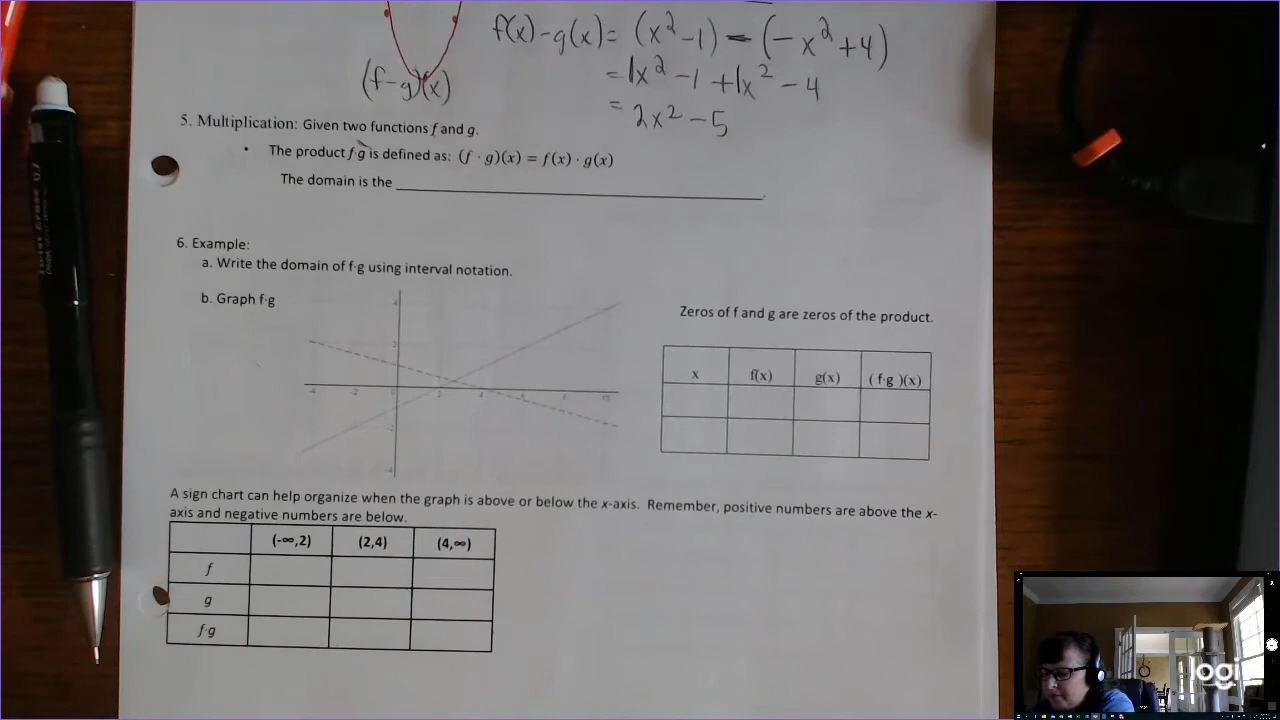 f(x)-g(x) = (x²-1) - (-x²+4)
(f-g)(x)
= 1x² - 1 + 1x² - 4
= 2x² - 5
5. Multiplication: Given two functions f and g.
• The product f·g is defined as: (f · g)(x) = f(x) · g(x)
The domain is the ______________________________.
6. Example:
a. Write the domain of f·g using interval notation.
b. Graph f·g
Zeros of f and g are zeros of the product.
x f(x) g(x) ( f·g )(x)
A sign chart can help organize when the graph is above or below the x-axis. Remember, positive numbers are above the x-
axis and negative numbers are below.
(-∞,2) (2,4) (4,∞)
f
g
f·g
logi